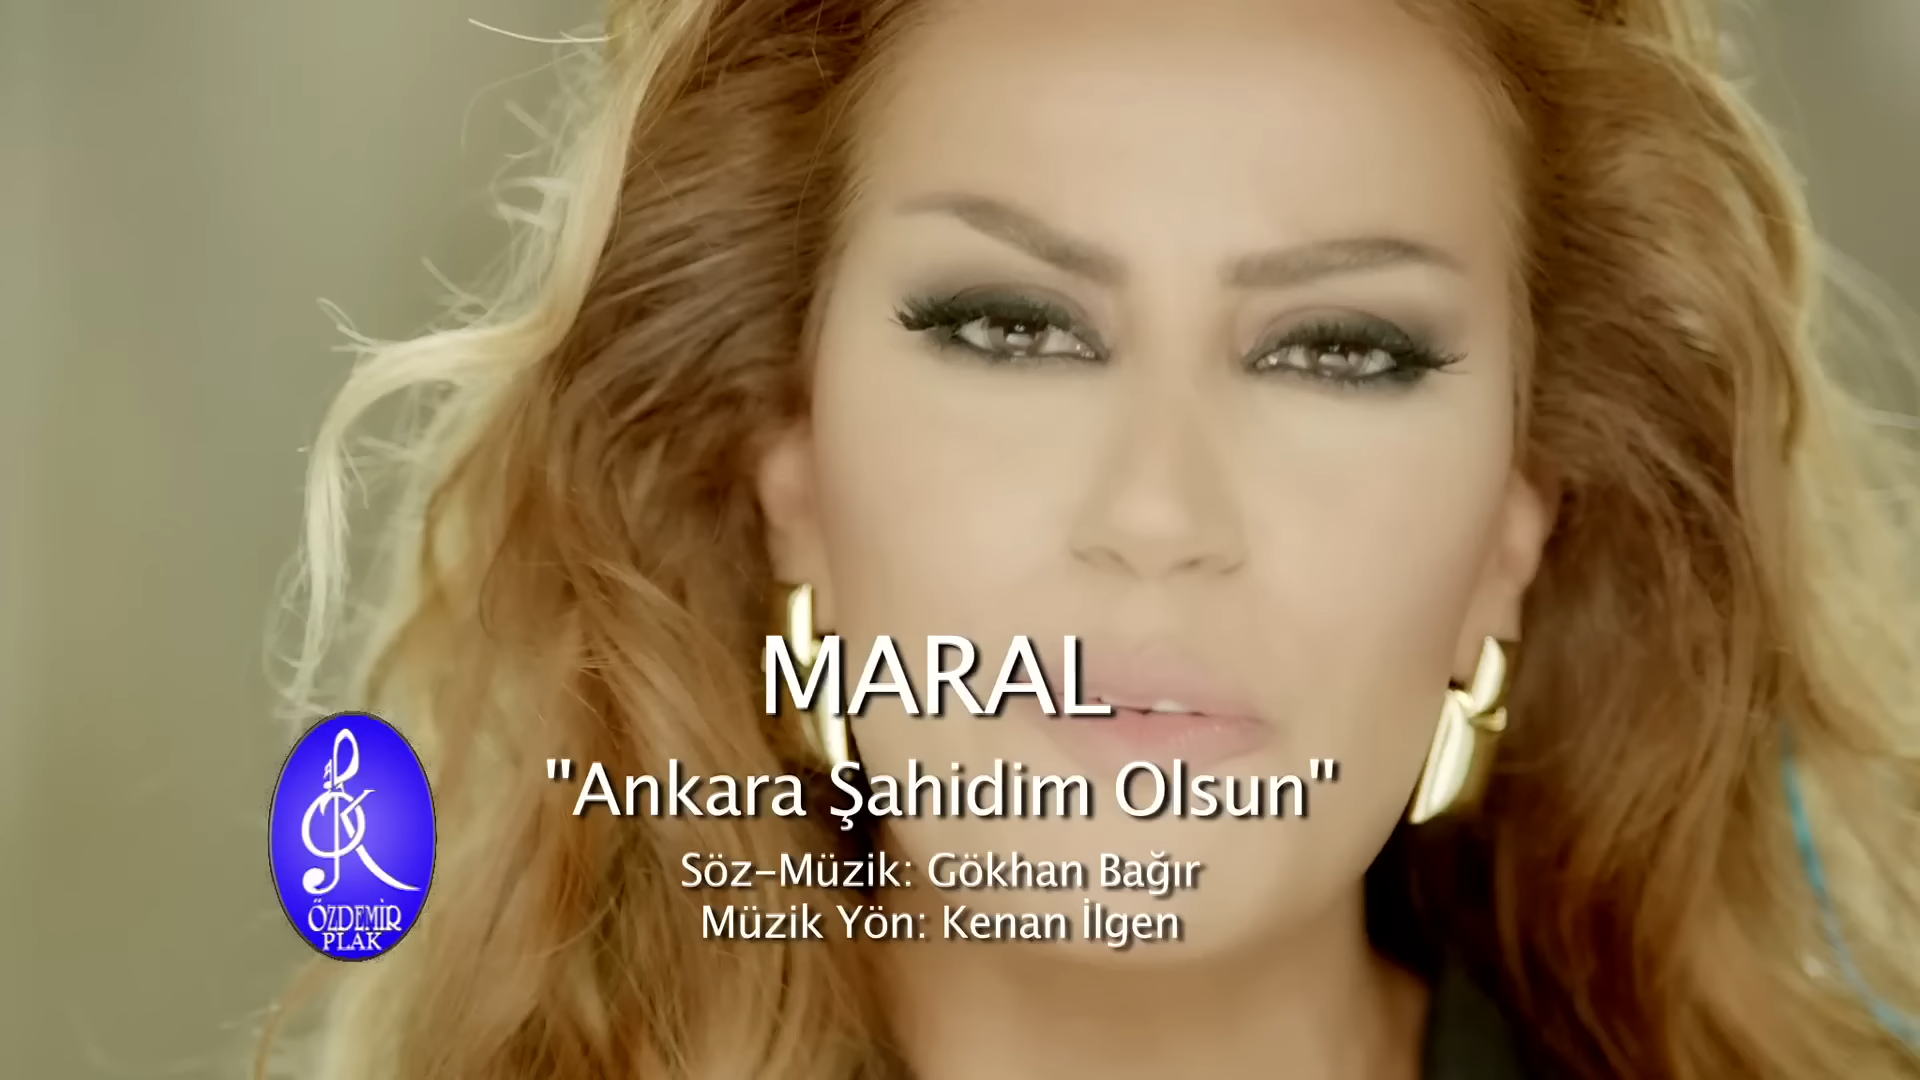 MARAL
"Ankara Şahidim Olsun"
Söz-Müzik: Gökhan Bağır
Müzik Yön: Kenan İlgen
ÖZDEMİR
PLAK